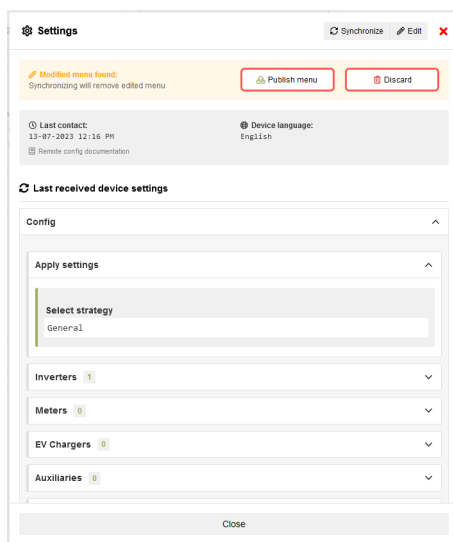 Settings
Synchronize
Edit
Modified menu found:
Synchronizing will remove edited menu
Publish menu
Discard
Last contact:
13-07-2023 12:16 PM
Remote config documentation
Device language:
English
Last received device settings
Config
Apply settings
Select strategy
General
Inverters 1
Meters 0
EV Chargers 0
Auxiliaries 0
Close